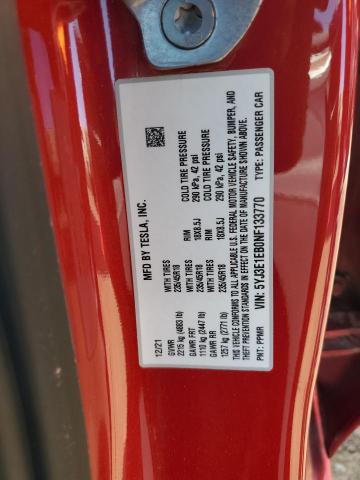 MFD BY TESLA, INC.
12/21
GVWR
2215 kg (4883 lb)
GAWR FRT WITH TIRES RIM COLD TIRE PRESSURE
1110 kg (2447 lb) 235/45R18 18X8.5J 290 kPa, 42 psi
GAWR RR WITH TIRES RIM COLD TIRE PRESSURE
1257 kg (2771 lb) 235/45R18 18X8.5J 290 kPa, 42 psi
THIS VEHICLE CONFORMS TO ALL APPLICABLE U.S. FEDERAL MOTOR VEHICLE SAFETY, BUMPER, AND
THEFT PREVENTION STANDARDS IN EFFECT ON THE DATE OF MANUFACTURE SHOWN ABOVE.
VIN: 5YJ3E1EB0NF133770 TYPE: PASSENGER CAR
PNT: PPMR